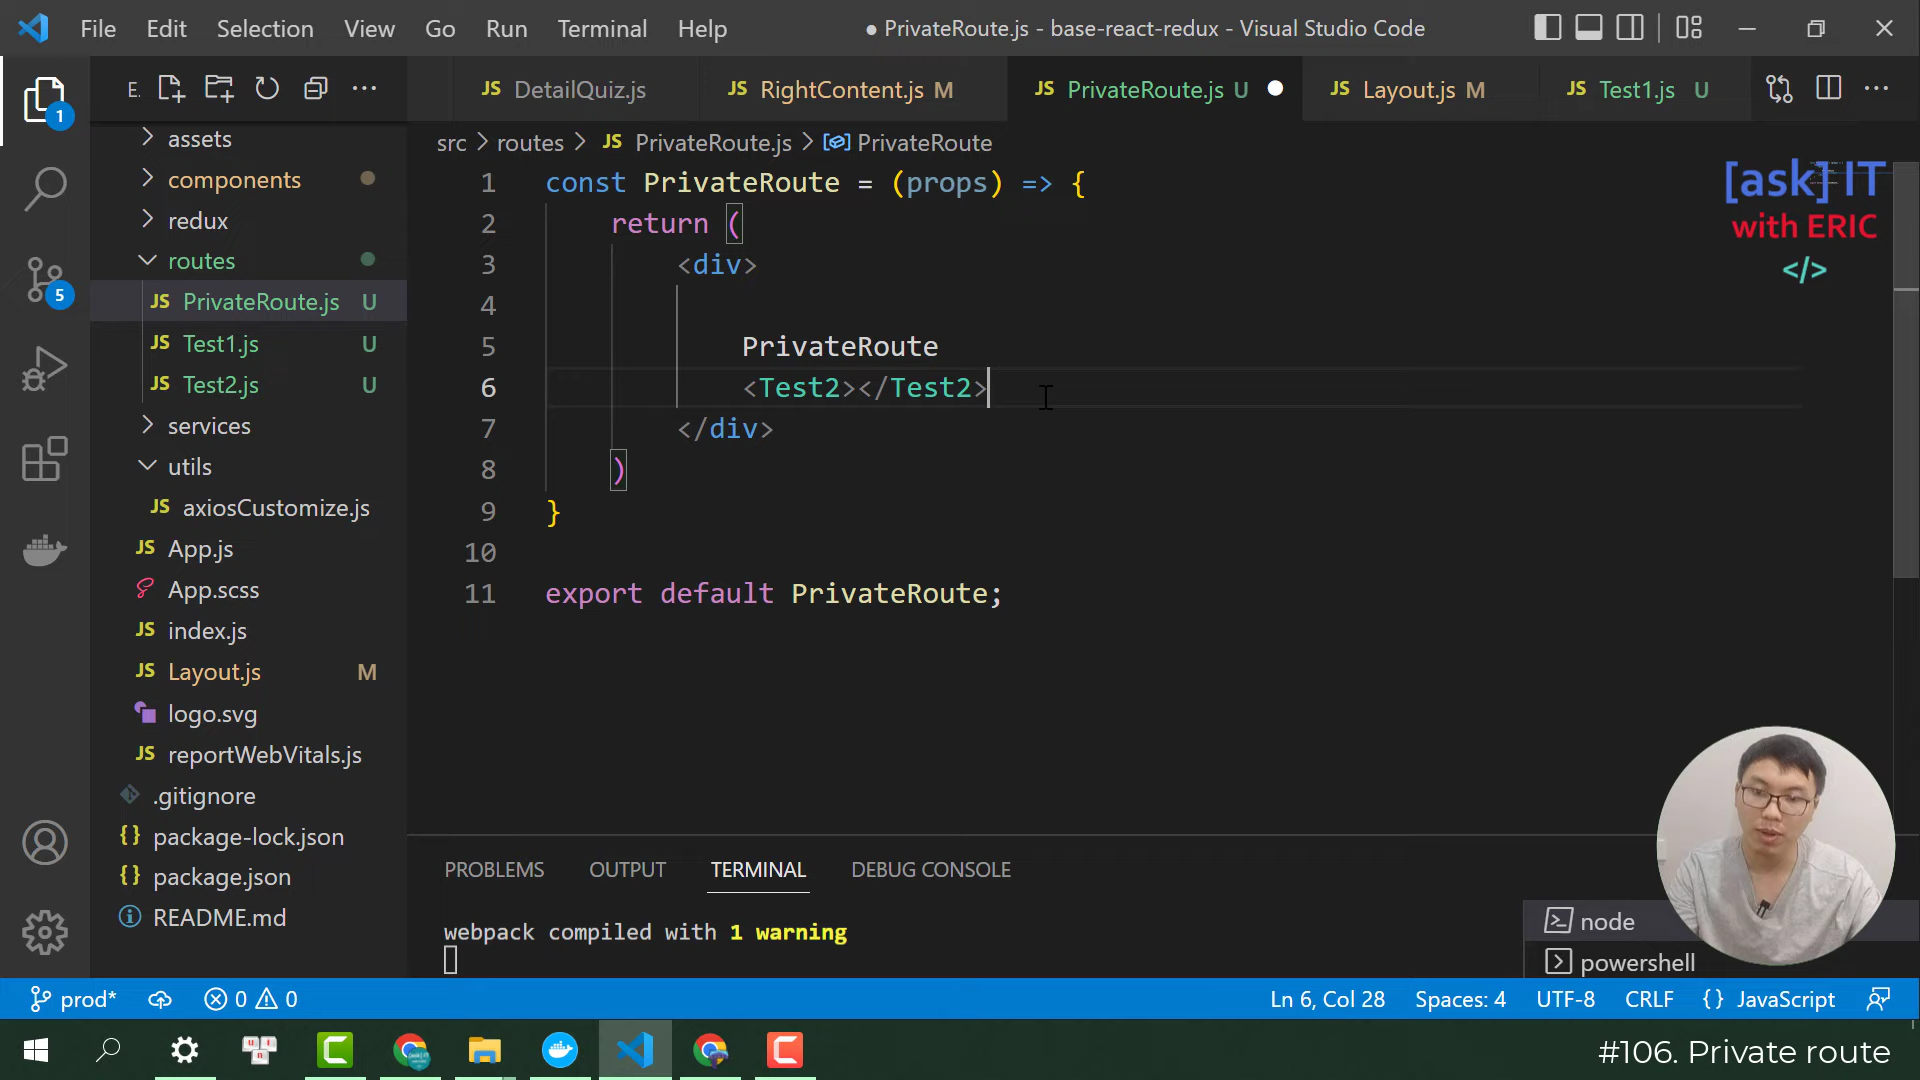 File Edit Selection View Go Run Terminal Help
● PrivateRoute.js - base-react-redux - Visual Studio Code
E.
JS DetailQuiz.js
JS RightContent.js M
JS PrivateRoute.js U ●
JS Layout.js M
JS Test1.js U
src > routes > JS PrivateRoute.js > PrivateRoute
1
5
assets
components
redux
routes
JS PrivateRoute.js U
JS Test1.js U
JS Test2.js U
services
utils
JS axiosCustomize.js
JS App.js
App.scss
JS index.js
JS Layout.js M
logo.svg
JS reportWebVitals.js
.gitignore
{} package-lock.json
{} package.json
README.md
1 const PrivateRoute = (props) => {
2 return (
3 <div>
4
5 PrivateRoute
6 <Test2></Test2>
7 </div>
8 )
9 }
10
11 export default PrivateRoute;
[ask] IT
with ERIC
</>
PROBLEMS OUTPUT TERMINAL DEBUG CONSOLE
webpack compiled with 1 warning
node
powershell
prod* 0 0
Ln 6, Col 28 Spaces: 4 UTF-8 CRLF {} JavaScript
#106. Private route